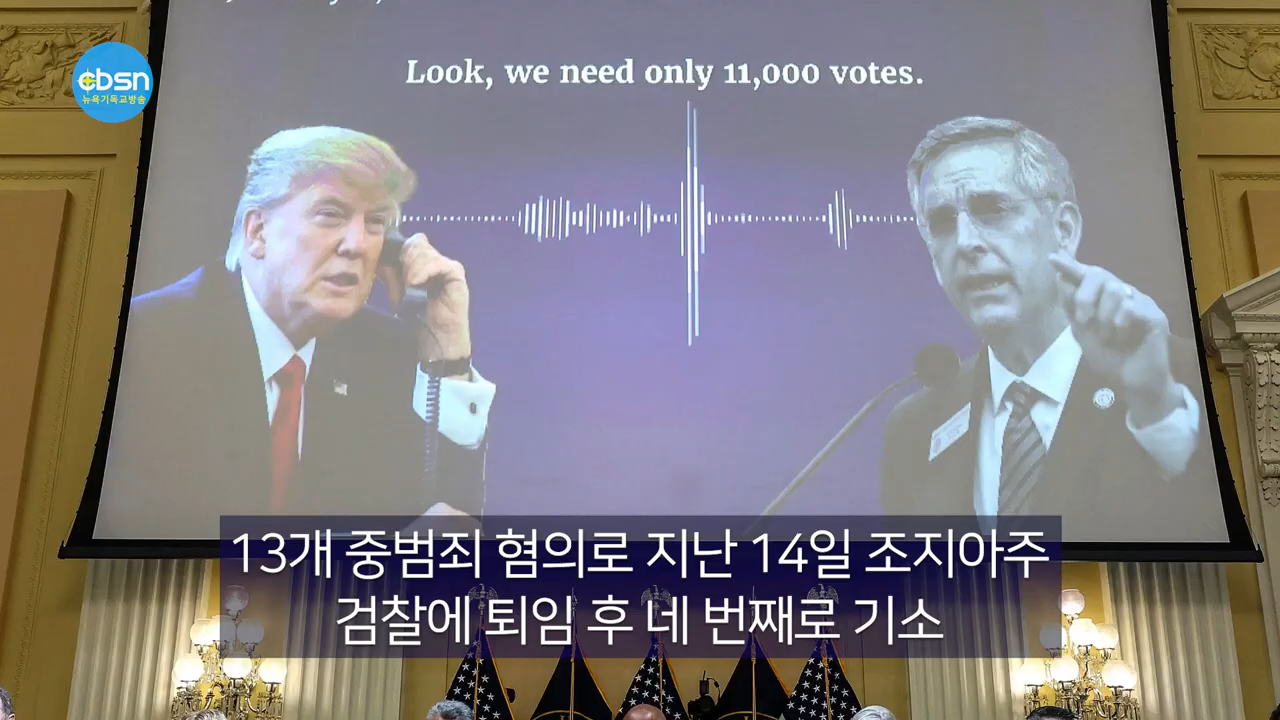 cbsn
뉴욕기독교방송
Look, we need only 11,000 votes.
13개 중범죄 혐의로 지난 14일 조지아주
검찰에 퇴임 후 네 번째로 기소